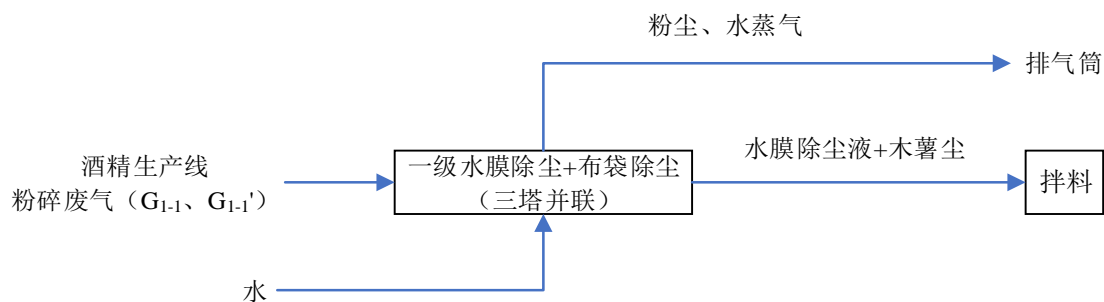 粉尘、水蒸气
排气筒
酒精生产线
粉碎废气（G1-1、G1-1'）
一级水膜除尘+布袋除尘
（三塔并联）
水膜除尘液+木薯尘
拌料
水